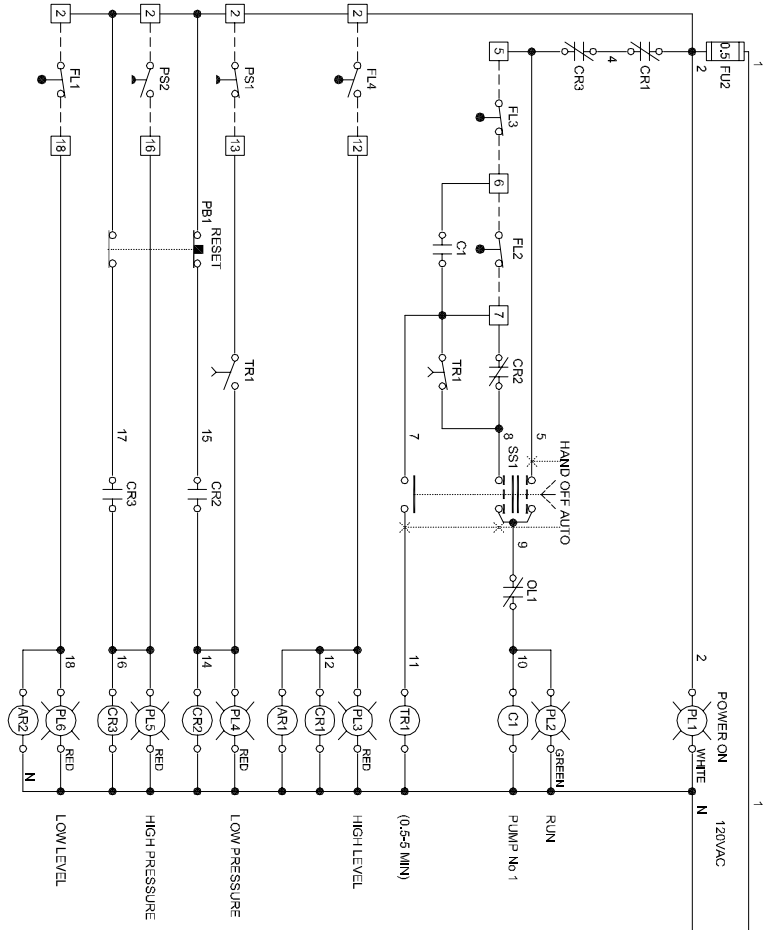 1 1
0.5 FU2
120VAC
POWER ON
2 2 PL1 WHITE N
CR1 4 CR3 5
HAND OFF AUTO
5
RUN
PL2 GREEN
5 FL3 6 FL2 7 CR2 8 SS1 9 OL1 10 C1 PUMP No 1
C1 TR1
7 11 TR1 (0.5-5 MIN)
2 FL4 12 PL3 RED HIGH LEVEL
12 CR1
AR1
2 PS1 13 TR1 PL4 RED LOW PRESSURE
RESET
PB1 15 CR2 14 CR2
2 PS2 16 PL5 RED HIGH PRESSURE
17 CR3 16 CR3
2 FL1 18 18 PL6 RED LOW LEVEL
AR2 N